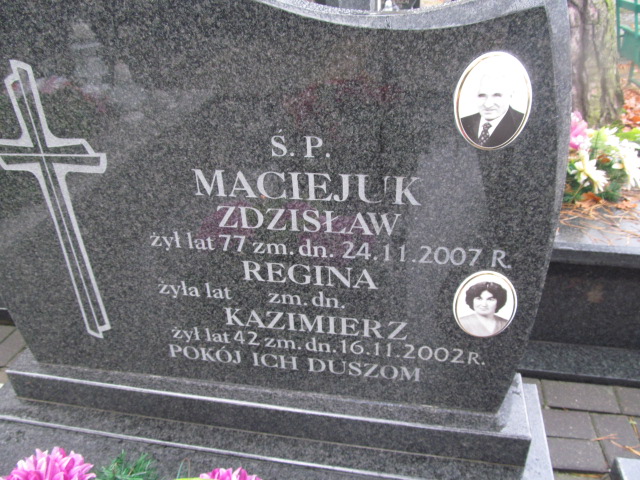 Ś. P.
MACIEJUK
ZDZISŁAW
żył lat 77 zm. dn. 24.11.2007 R.
REGINA
żyła lat zm. dn.
KAZIMIERZ
żył lat 42 zm. dn. 16.11.2002 R.
POKÓJ ICH DUSZOM